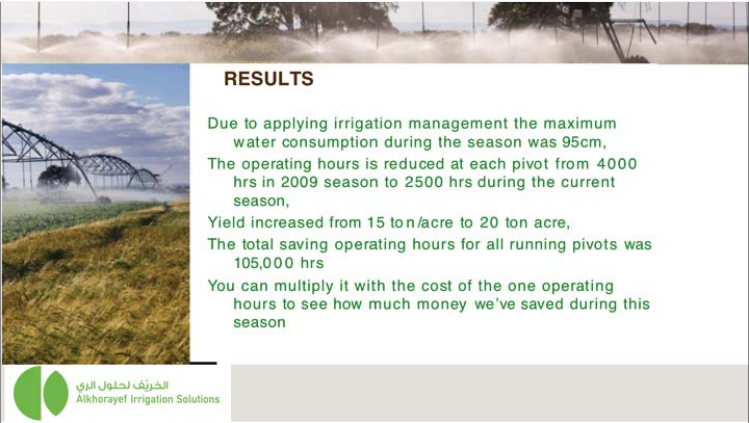 RESULTS
Due to applying irrigation management the maximum
water consumption during the season was 95cm,
The operating hours is reduced at each pivot from 4000
hrs in 2009 season to 2500 hrs during the current
season,
Yield increased from 15 ton/acre to 20 ton acre,
The total saving operating hours for all running pivots was
105,000 hrs
You can multiply it with the cost of the one operating
hours to see how much money we've saved during this
season
الخريّف لحلول الري
Alkhorayef Irrigation Solutions